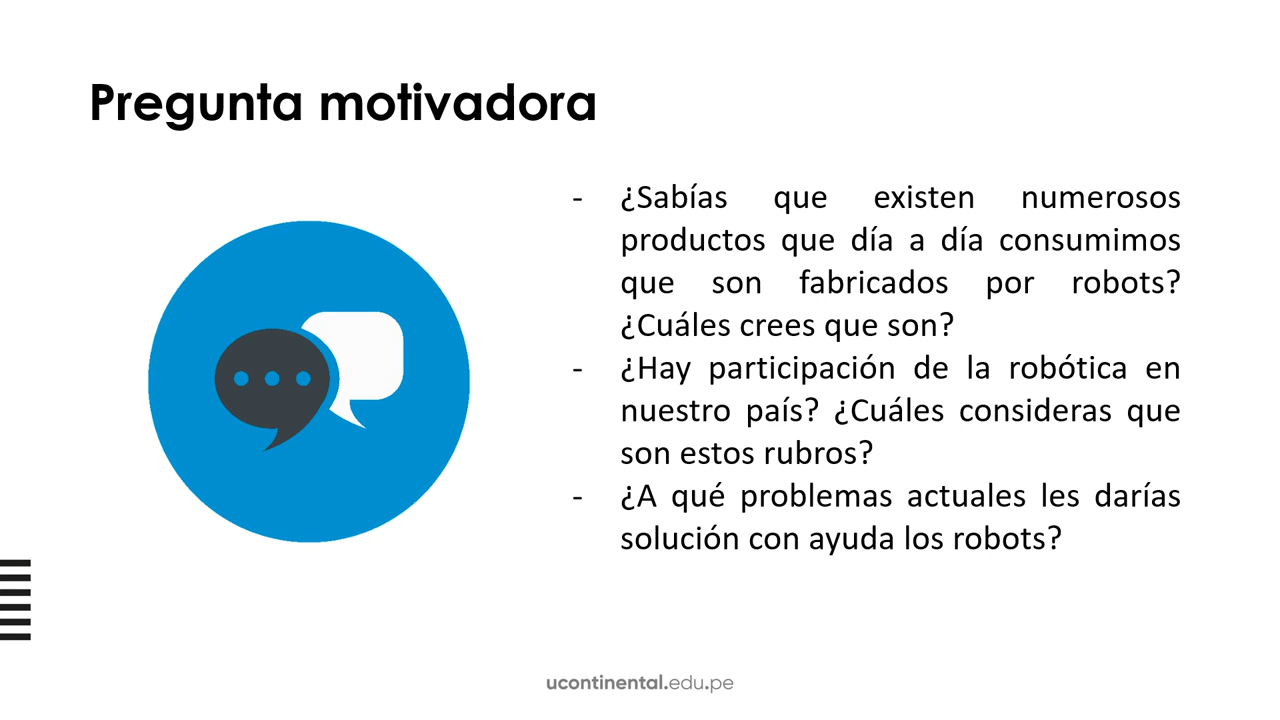 Pregunta motivadora
- ¿Sabías que existen numerosos
productos que día a día consumimos
que son fabricados por robots?
¿Cuáles crees que son?
- ¿Hay participación de la robótica en
nuestro país? ¿Cuáles consideras que
son estos rubros?
- ¿A qué problemas actuales les darías
solución con ayuda los robots?
ucontinental.edu.pe